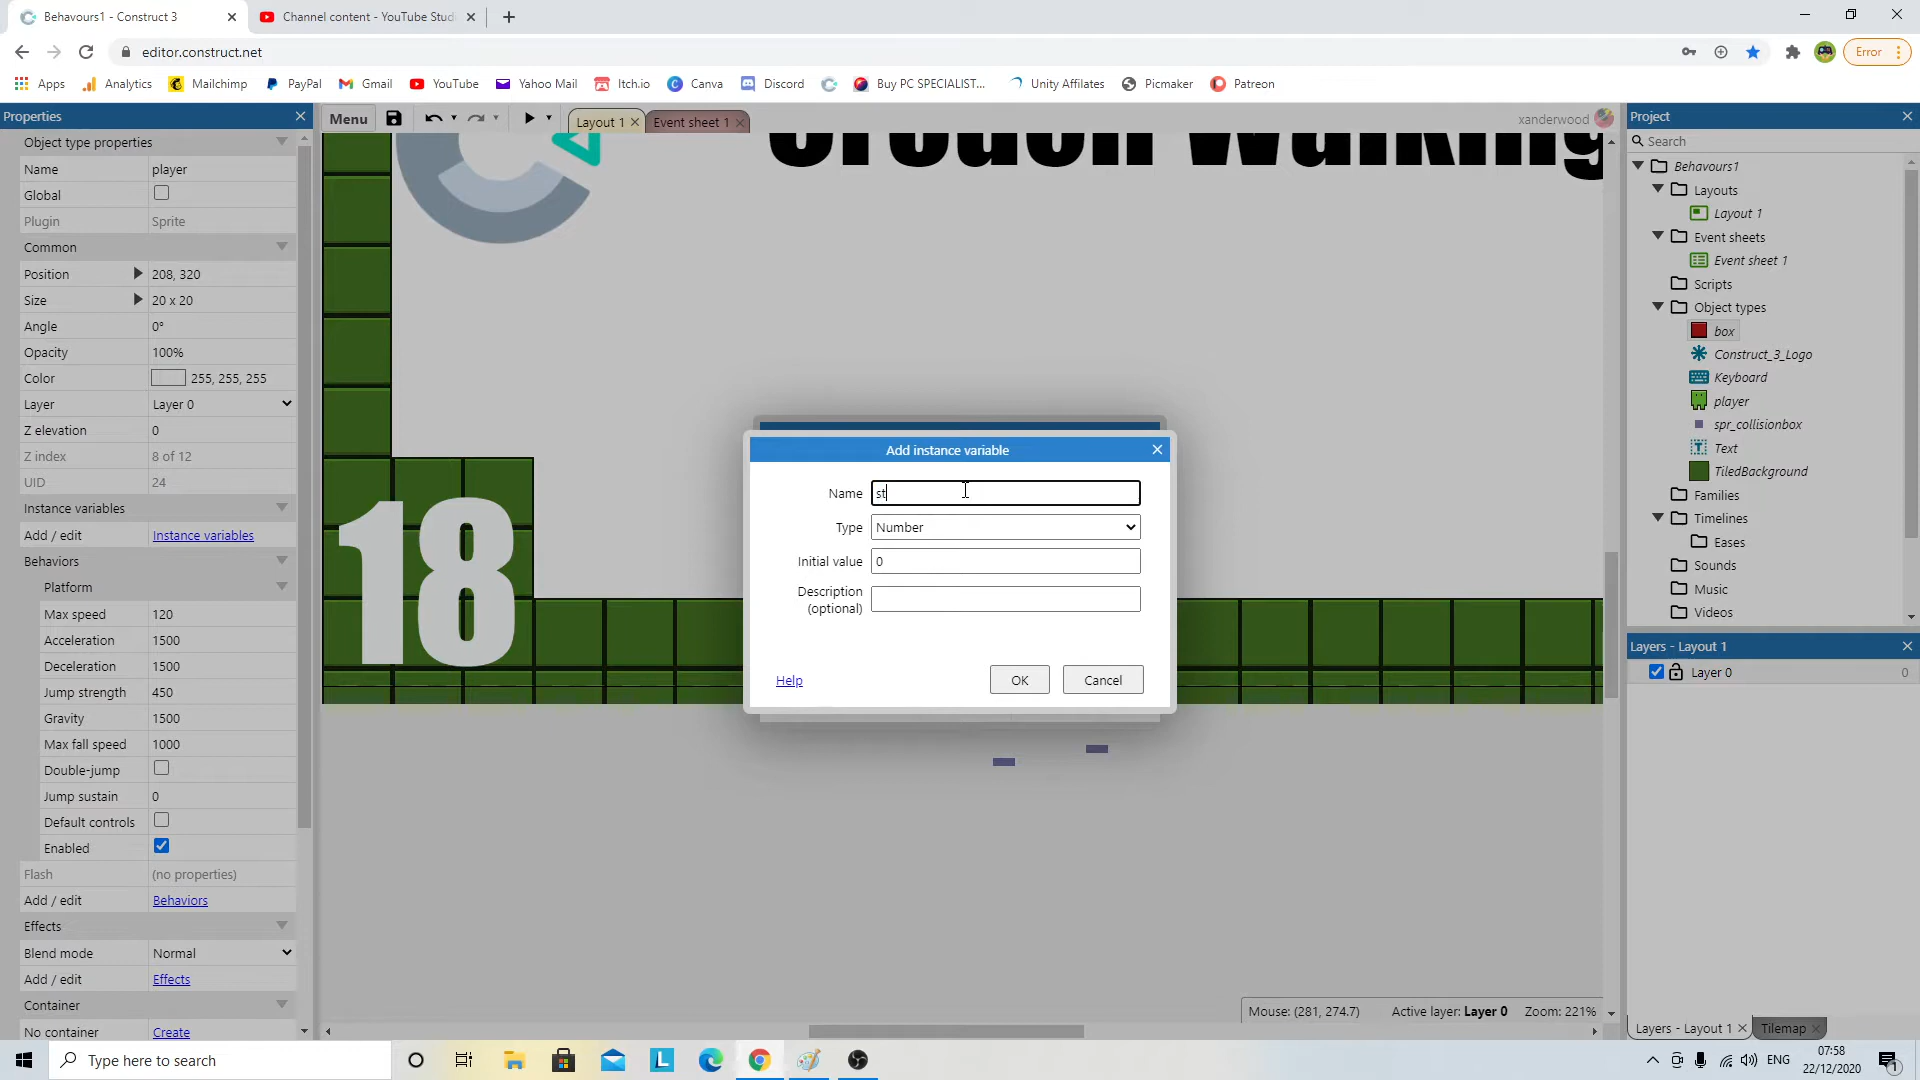 Behavours1 - Construct 3
Channel content - YouTube Stud
editor.construct.net
Error
Apps
Analytics
Mailchimp
PayPal
Gmail
YouTube
Yahoo Mail
Itch.io
Canva
Discord
Buy PC SPECIALIST...
Unity Affilates
Picmaker
Patreon
Properties
Menu
Layout 1
Event sheet 1
xanderwood
Project
Object type properties
Name player
Global
Plugin Sprite
Common
Position 208, 320
Size 20 x 20
Angle 0°
Opacity 100%
Color 255, 255, 255
Layer Layer 0
Z elevation 0
Z index 8 of 12
UID 24
Instance variables
Add / edit Instance variables
Behaviors
Platform
Max speed 120
Acceleration 1500
Deceleration 1500
Jump strength 450
Gravity 1500
Max fall speed 1000
Double-jump
Jump sustain 0
Default controls
Enabled
Flash (no properties)
Add / edit Behaviors
Effects
Blend mode Normal
Add / edit Effects
Container
No container Create
Crouch Walking
18
Add instance variable
Name st
Type Number
Initial value 0
Description
(optional)
Help
OK
Cancel
Mouse: (281, 274.7)
Active layer: Layer 0
Zoom: 221%
Search
Behavours1
Layouts
Layout 1
Event sheets
Event sheet 1
Scripts
Object types
box
Construct_3_Logo
Keyboard
player
spr_collisionbox
Text
TiledBackground
Families
Timelines
Eases
Sounds
Music
Videos
Layers - Layout 1
Layer 0 0
Layers - Layout 1
Tilemap
Type here to search
ENG
07:58
22/12/2020
1